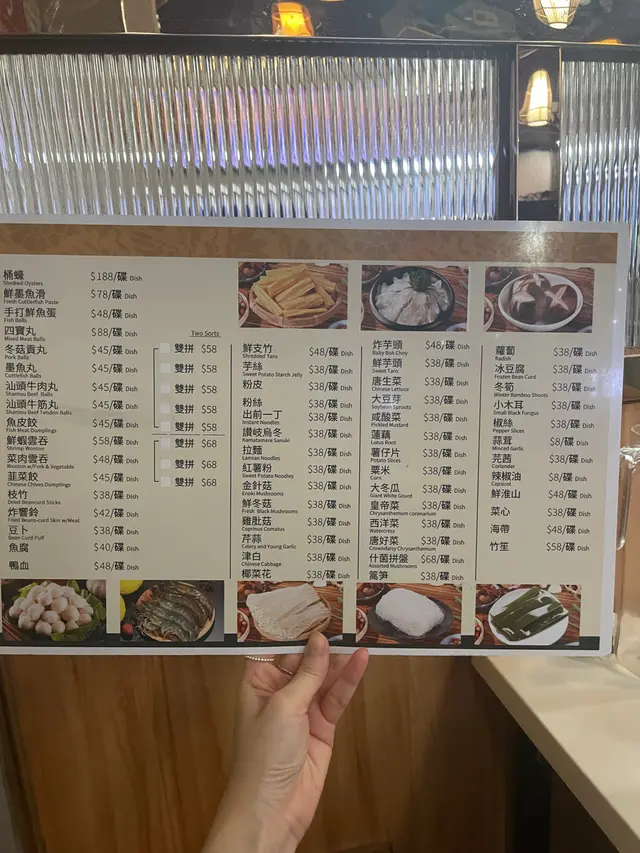 桶蠔 $188/碟 Dish
Shelked Oysters
鮮墨魚滑 $78/碟 Dish
Fresh Cuttlerfish Paste
手打鮮魚蛋 $48/碟 Dish
Fish Balls
四寶丸 $88/碟 Dish
Mixed Meat Balls
Two Sorts
冬菇貢丸 $45/碟 Dish 雙拼 $58
Pork Balls
墨魚丸 $45/碟 Dish 雙拼 $58
Cuttlefish Balls
汕頭牛肉丸 $45/碟 Dish 雙拼 $58
Shantou Beef Balls
汕頭牛筋丸 $45/碟 Dish 雙拼 $58
Shantou Beef Tendon Balls
魚皮餃 $45/碟 Dish 雙拼 $58
Fish Meat Dumplings
鮮蝦雲吞 $58/碟 Dish 雙拼 $68
Shrimp Wonton
菜肉雲吞 $48/碟 Dish 雙拼 $68
Wonton w/Pork & Vegetable
韮菜餃 $45/碟 Dish 雙拼 $68
Chinese Chives Dumplings
枝竹 $38/碟 Dish
Dried Beancurd Sticks
炸響鈴 $42/碟 Dish
Fried Beans-curd Skin w/Meat
豆卜 $38/碟 Dish
Bean Curd Puff
魚腐 $40/碟 Dish
鴨血 $48/碟 Dish
鮮支竹 $48/碟 Dish
Shredded Taro
芋絲 $38/碟 Dish
Sweet Potato Starch Jelly
粉皮 $38/碟 Dish
粉絲 $38/碟 Dish
出前一丁 $38/碟 Dish
Instant Noodles
讃岐烏冬 $38/碟 Dish
Kamatamare Sanuki
拉麵 $38/碟 Dish
Lamian Noodles
紅薯粉 $38/碟 Dish
Sweet Potato Noodles
金針菇 $38/碟 Dish
Enoki Mushrooms
鮮冬菇 $38/碟 Dish
Fresh Black Mushrooms
雞肶菇 $38/碟 Dish
Coprinus Comatus
芹蒜 $38/碟 Dish
Celery and Young Garlic
津白 $38/碟 Dish
Chinese Cabbage
椰菜花 $38/碟 Dish
炸芋頭 $48/碟 Dish
Baby Bok Choy
鮮芋頭 $38/碟 Dish
Sweet Taro
唐生菜 $38/碟 Dish
Chinese Lettuce
大豆芽 $38/碟 Dish
Soybean Sprouts
咸酸菜 $38/碟 Dish
Pickled Mustard
蓮藕 $38/碟 Dish
Lotus Root
薯仔片 $38/碟 Dish
Potato Slices
粟米 $38/碟 Dish
Corn
大冬瓜 $38/碟 Dish
Giant White Gourd
皇帝菜 $38/碟 Dish
Chrysanthemum coronarium
西洋菜 $38/碟 Dish
Watercress
唐好菜 $38/碟 Dish
Crowndaisy Chrysanthemum
什菌拼盤 $68/碟 Dish
Assorted Mushrooms
萵笋 $38/碟 Dish
蘿蔔 $38/碟 Dish
Radish
冰豆腐 $38/碟 Dish
Frozen Bean Curd
冬筍 $38/碟 Dish
Winter Bamboo Shoots
小木耳 $38/碟 Dish
Small Black Fungus
椒絲 $38/碟 Dish
Pepper Slices
蒜茸 $8/碟 Dish
Minced Garlic
芫茜 $38/碟 Dish
Coriander
辣椒油 $8/碟 Dish
鮮淮山 $48/碟 Dish
菜心 $38/碟 Dish
海帶 $48/碟 Dish
竹笙 $58/碟 Dish